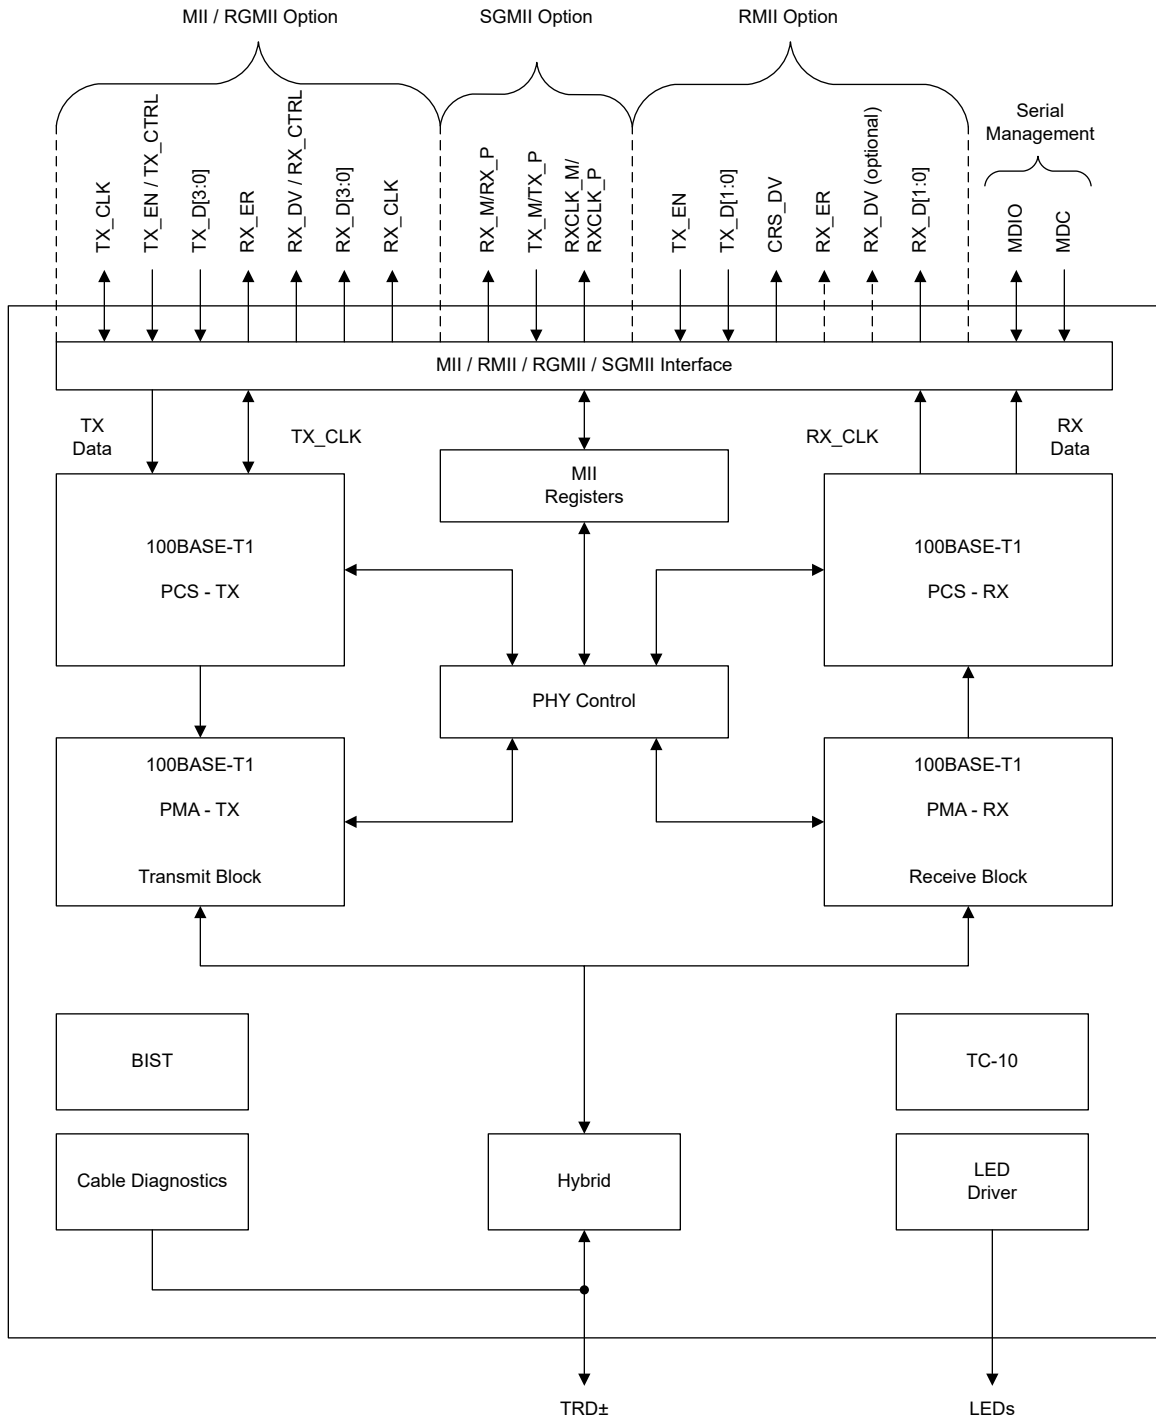 MII / RGMII Option
SGMII Option
RMII Option
Serial
Management
TX_CLK
TX_EN / TX_CTRL
TX_D[3:0]
RX_ER
RX_DV / RX_CTRL
RX_D[3:0]
RX_CLK
RX_M/RX_P
TX_M/TX_P
RXCLK_M/
RXCLK_P
TX_EN
TX_D[1:0]
CRS_DV
RX_ER
RX_DV (optional)
RX_D[1:0]
MDIO
MDC
MII / RMII / RGMII / SGMII Interface
TX
Data
TX_CLK
RX_CLK
RX
Data
MII
Registers
100BASE-T1
PCS - TX
100BASE-T1
PCS - RX
PHY Control
100BASE-T1
PMA - TX
Transmit Block
100BASE-T1
PMA - RX
Receive Block
BIST
TC-10
Cable Diagnostics
Hybrid
LED
Driver
TRD±
LEDs